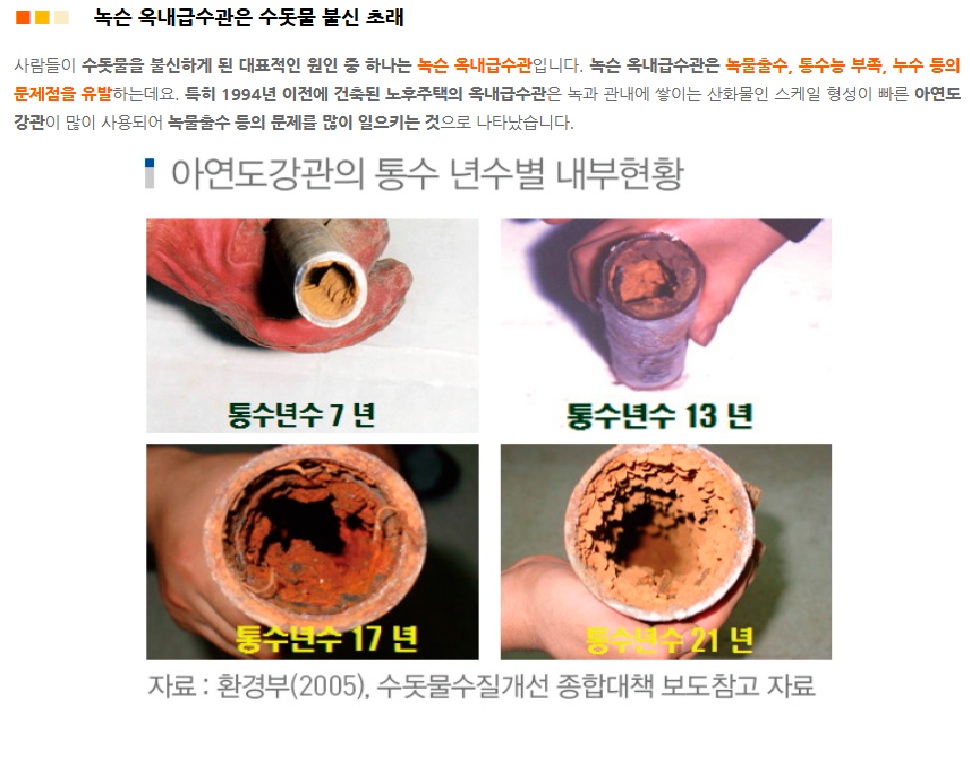 녹슨 옥내급수관은 수돗물 불신 초래
사람들이 수돗물을 불신하게 된 대표적인 원인 중 하나는 녹슨 옥내급수관입니다. 녹슨 옥내급수관은 녹물출수, 통수능 부족, 누수 등의
문제점을 유발하는데요. 특히 1994년 이전에 건축된 노후주택의 옥내급수관은 녹과 관내에 쌓이는 산화물인 스케일 형성이 빠른 아연도
강관이 많이 사용되어 녹물출수 등의 문제를 많이 일으키는 것으로 나타났습니다.
아연도강관의 통수 년수별 내부현황
통수년수 7 년
통수년수 13 년
통수년수 17 년
통수년수 21 년
자료 : 환경부(2005), 수돗물수질개선 종합대책 보도참고 자료